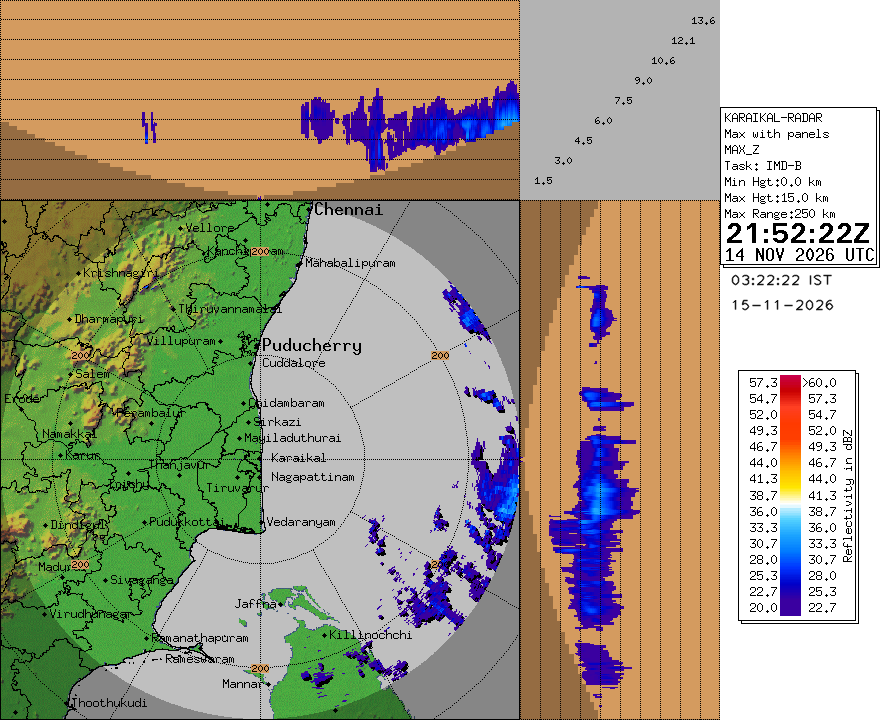 13.6
12.1
10.6
9.0
7.5
6.0
4.5
3.0
1.5
KARAIKAL-RADAR
Max with panels
MAX_Z
Task: IMD-B
Min Hgt:0.0 km
Max Hgt:15.0 km
Max Range:250 km
21:52:22Z
14 NOV 2026 UTC
03:22:22 IST
15-11-2026
Chennai
Vellore
200
Mahabalipuram
Krishnagiri
Thiruvannamalai
Dharmapuri
Villupuram
Puducherry
200
200
Cuddalore
Salem
Erode
Chidambaram
Perambalur
Sirkazi
Namakkal
Mayiladuthurai
Karur
Karaikal
Thanjavur
Nagapattinam
Tiruvarur
Dindigul
Pudukkottai
Vedaranyam
200
Madurai
Sivaganga
Jaffna
Virudhunagar
Killinochchi
Ramanathapuram
Rameswaram
200
Mannar
Thoothukudi
57.3 >60.0
54.7 57.3
52.0 54.7
49.3 52.0
46.7 49.3
44.0 46.7
41.3 44.0
38.7 41.3
36.0 38.7
33.3 36.0
30.7 33.3
28.0 30.7
25.3 28.0
22.7 25.3
20.0 22.7
Reflectivity in dBZ